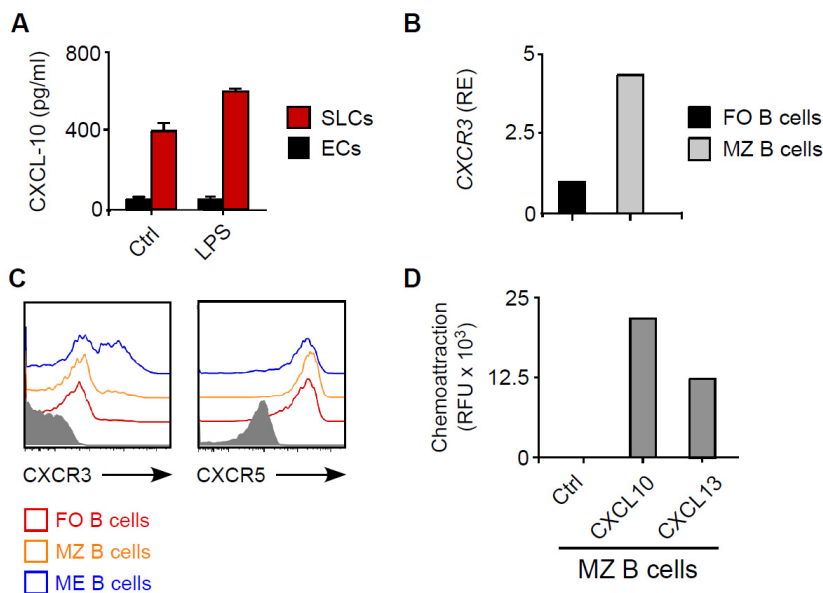 A
CXCL-10 (pg/ml)
800
400
0
Ctrl
LPS
SLCs
ECs
B
CXCR3 (RE)
5
2.5
0
FO B cells
MZ B cells
C
CXCR3
CXCR5
FO B cells
MZ B cells
ME B cells
D
Chemoattraction
(RFU x 10³)
25
12.5
0
Ctrl
CXCL10
CXCL13
MZ B cells